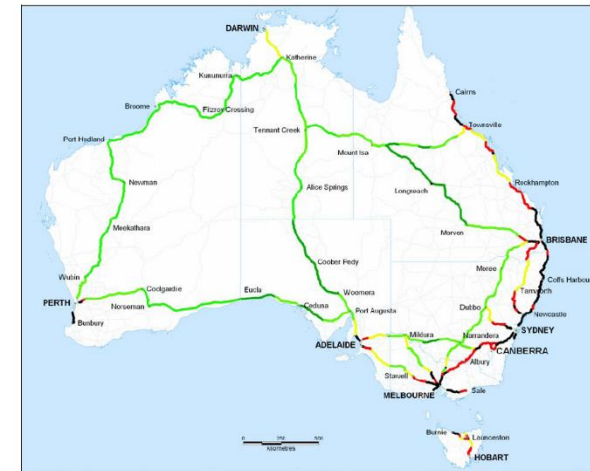 DARWIN
Katherine
Kununurra
Cairns
Broome
Fitzroy Crossing
Townsville
Port Hedland
Tennant Creek
Mount Isa
Newman
Alice Springs
Longreach
Rockhampton
Meekathara
Morven
BRISBANE
Coober Pedy
Moree
Wubin
Coolgardie
Eucla
Woomera
Coffs Harbour
Tamworth
PERTH
Norseman
Ceduna
Port Augusta
Dubbo
Newcastle
Bunbury
Mildura
Narrandera
SYDNEY
ADELAIDE
CANBERRA
Albury
Stawell
MELBOURNE
Sale
Burnie
Launceston
HOBART
Kilometres